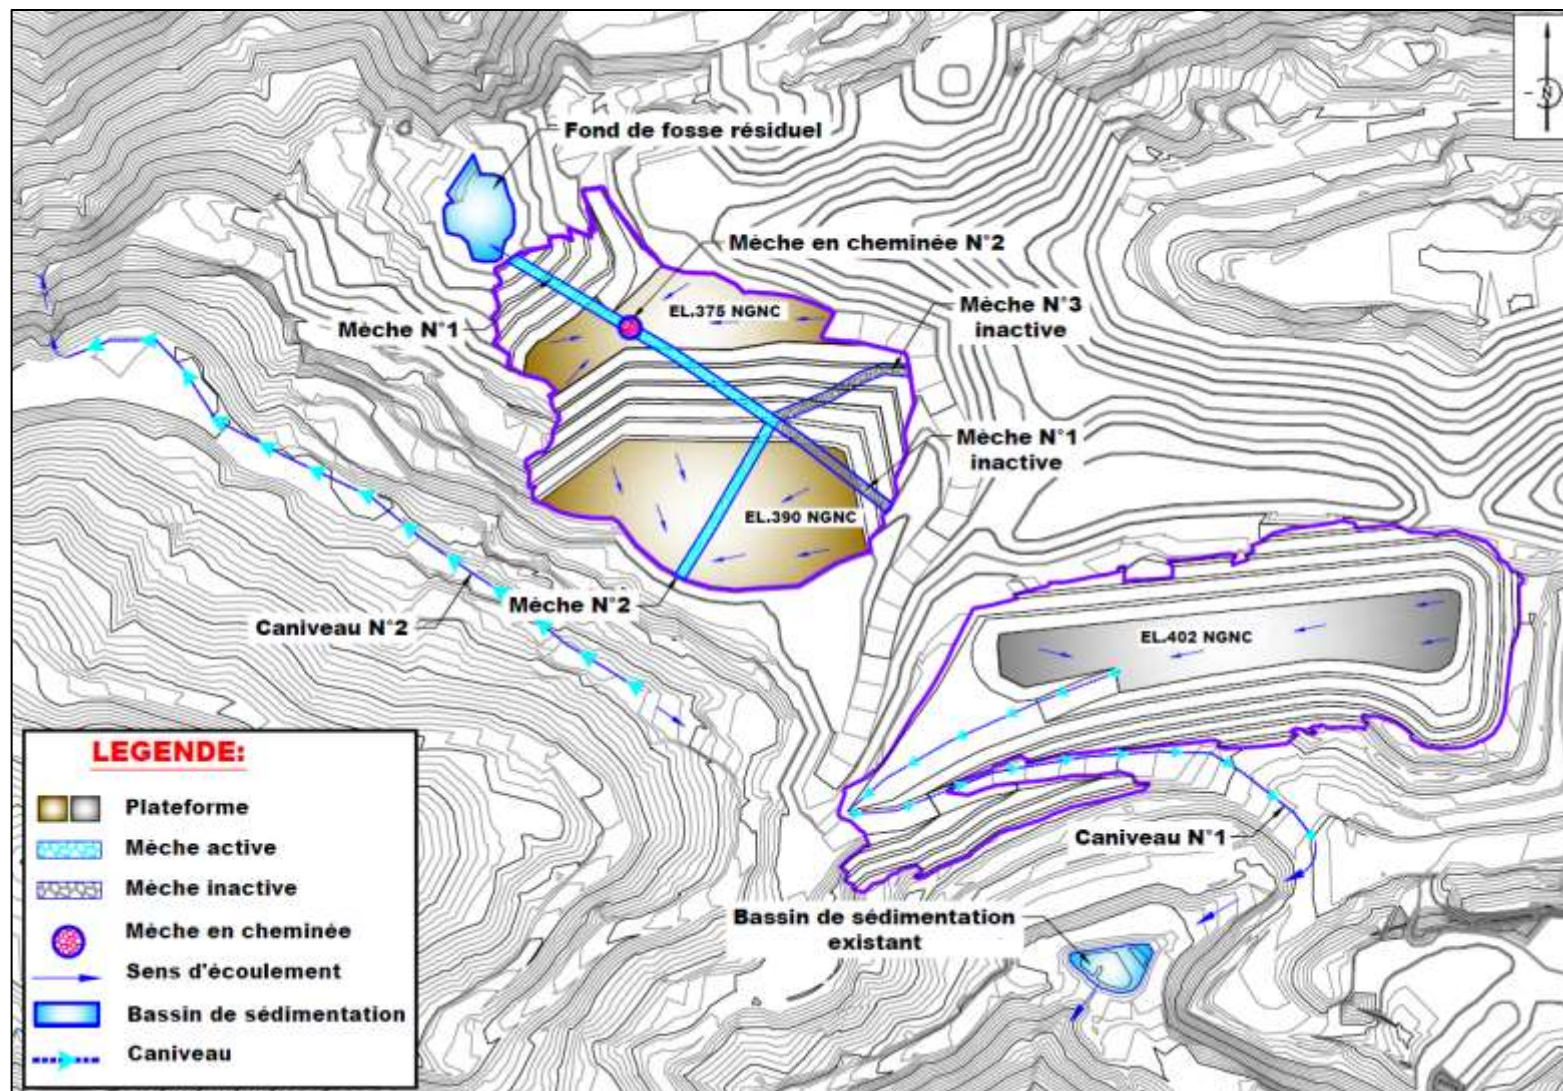 Fond de fosse résiduel
Mèche en cheminée N°2
EL.375 NGNC
Mèche N°3
inactive
Mèche N°1
Mèche N°1
inactive
EL.390 NGNC
Mèche N°2
Caniveau N°2
EL.402 NGNC
Caniveau N°1
Bassin de sédimentation
existant
LEGENDE:
Plateforme
Mèche active
Mèche inactive
Mèche en cheminée
Sens d'écoulement
Bassin de sédimentation
Caniveau